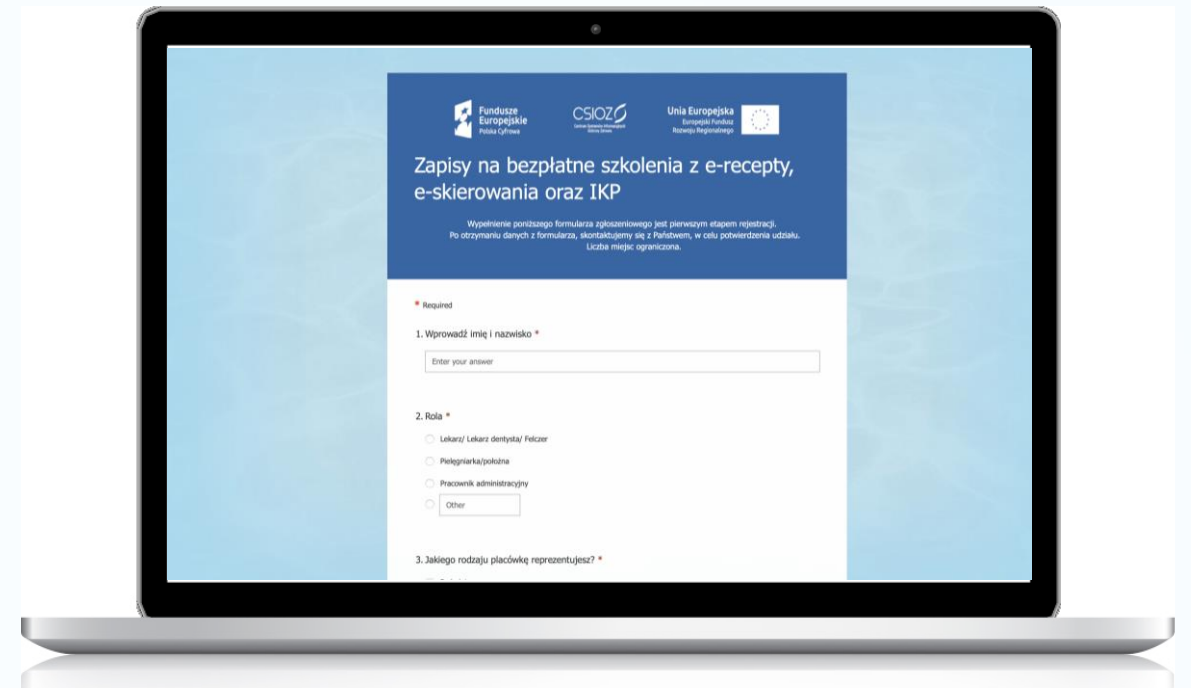 Fundusze
Europejskie
Polska Cyfrowa
CSIOZ
Unia Europejska
Europejski Fundusz
Rozwoju Regionalnego
Zapisy na bezpłatne szkolenia z e-recepty,
e-skierowania oraz IKP
Wypełnienie poniższego formularza zgłoszeniowego jest pierwszym etapem rejestracji.
Po otrzymaniu danych z formularza, skontaktujemy się z Państwem, w celu potwierdzenia udziału.
Liczba miejsc ograniczona.
* Required
1. Wprowadź imię i nazwisko *
Enter your answer
2. Rola *
Lekarz/ Lekarz dentysta/ Felczer
Pielęgniarka/położna
Pracownik administracyjny
Other
3. Jakiego rodzaju placówkę reprezentujesz? *